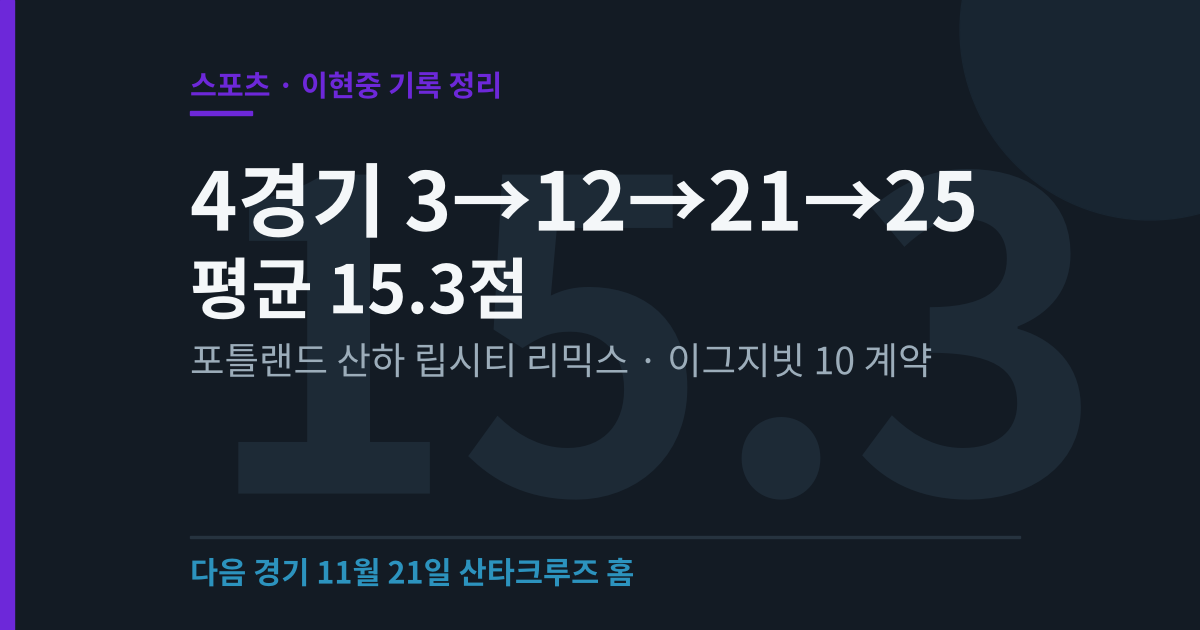 스포츠 · 이현중 기록 정리
4경기 3→12→21→25
평균 15.3점
15.3
포틀랜드 산하 립시티 리믹스 · 이그지빗 10 계약
다음 경기 11월 21일 산타크루즈 홈